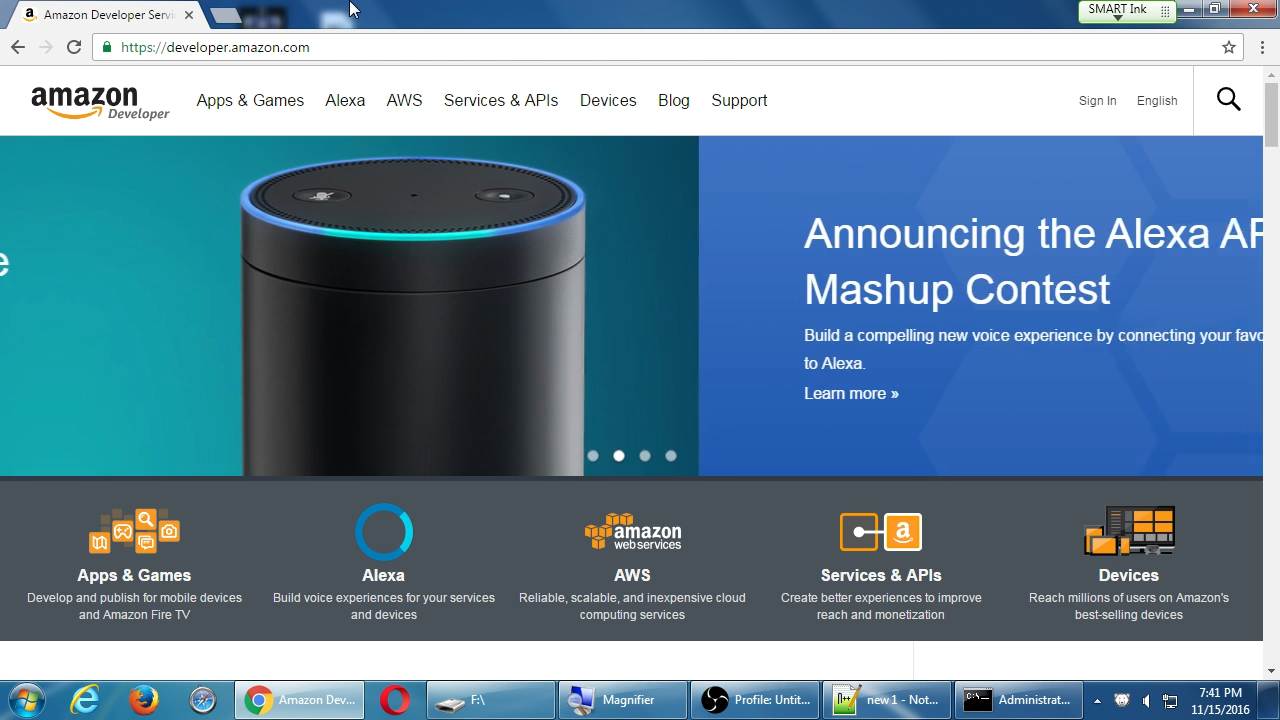 Amazon Developer Servi
SMART Ink
https://developer.amazon.com
amazon
Developer
Apps & Games
Alexa
AWS
Services & APIs
Devices
Blog
Support
Sign In
English
e
Announcing the Alexa AP
Mashup Contest
Build a compelling new voice experience by connecting your favo
to Alexa.
Learn more »
amazon
web services
a
Apps & Games
Develop and publish for mobile devices
and Amazon Fire TV
Alexa
Build voice experiences for your services
and devices
AWS
Reliable, scalable, and inexpensive cloud
computing services
Services & APIs
Create better experiences to improve
reach and monetization
Devices
Reach millions of users on Amazon's
best-selling devices
Amazon Dev...
F:\
Magnifier
Profile: Untit...
new 1 - Not...
Administrat...
7:41 PM
11/15/2016